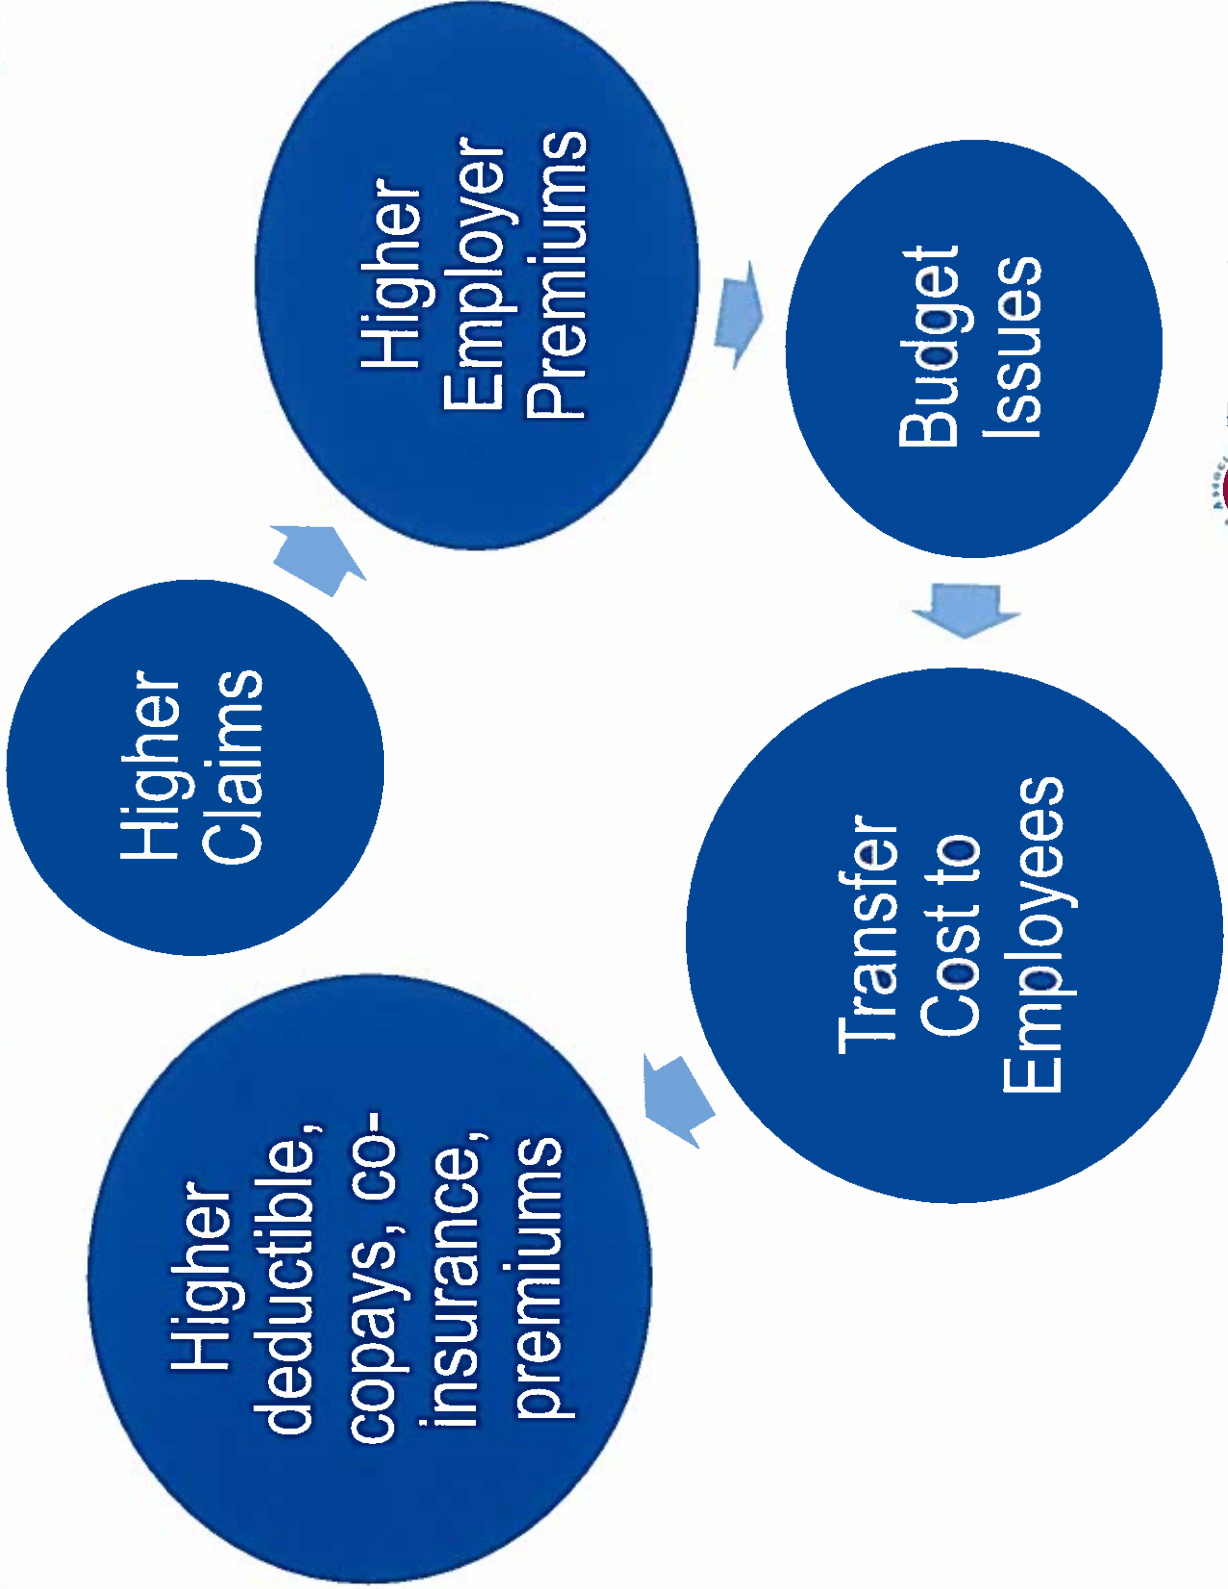 Higher
Claims
Higher
Employer
Premiums
Budget
Issues
Transfer
Cost to
Employees
Higher
deductible,
copays, co-
insurance,
premiums